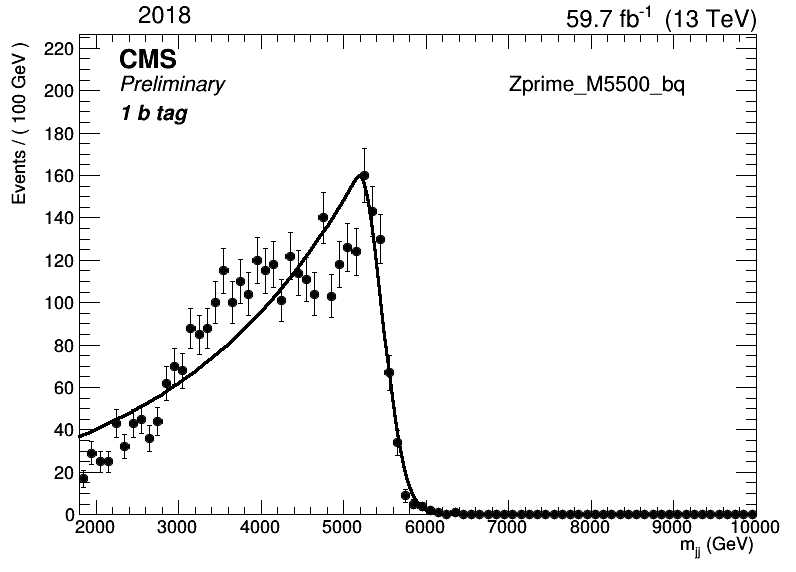 2018
59.7 fb⁻¹ (13 TeV)
CMS
Preliminary
1 b tag
Zprime_M5500_bq
Events / ( 100 GeV )
220
200
180
160
140
120
100
80
60
40
20
0
2000 3000 4000 5000 6000 7000 8000 9000 10000
m_jj (GeV)